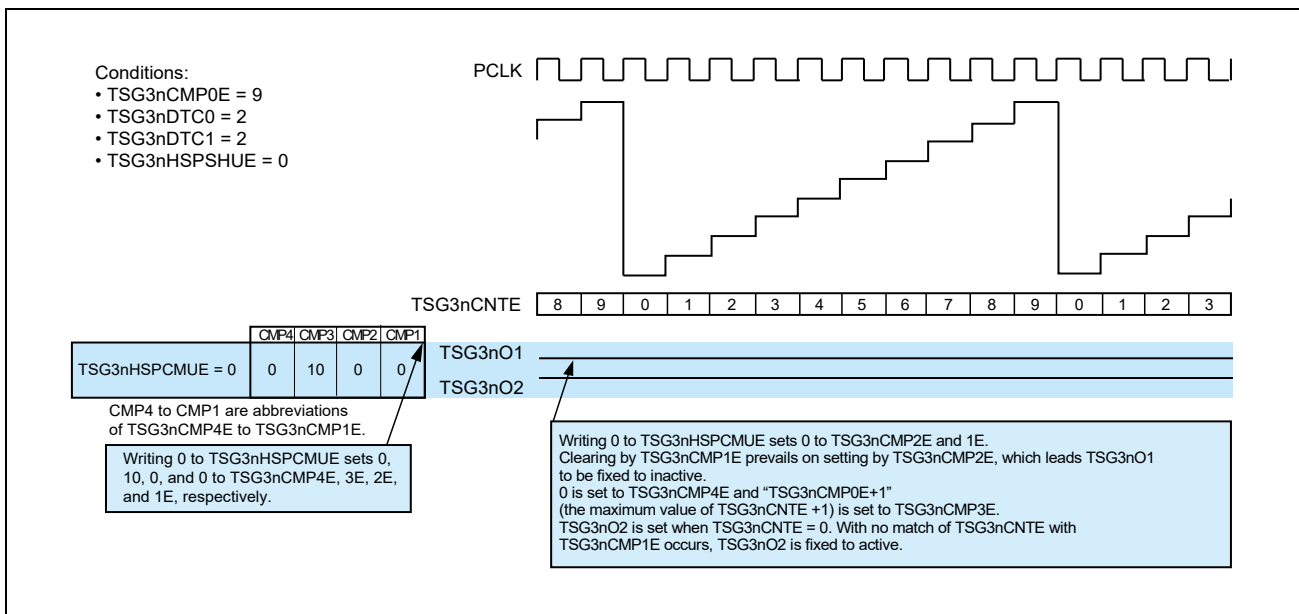 Conditions:
• TSG3nCMP0E = 9
• TSG3nDTC0 = 2
• TSG3nDTC1 = 2
• TSG3nHSPSHUE = 0
PCLK
TSG3nCNTE 8 9 0 1 2 3 4 5 6 7 8 9 0 1 2 3
CMP4 CMP3 CMP2 CMP1
TSG3nHSPCMUE = 0 0 10 0 0
TSG3nO1
TSG3nO2
CMP4 to CMP1 are abbreviations
of TSG3nCMP4E to TSG3nCMP1E.
Writing 0 to TSG3nHSPCMUE sets 0,
10, 0, and 0 to TSG3nCMP4E, 3E, 2E,
and 1E, respectively.
Writing 0 to TSG3nHSPCMUE sets 0 to TSG3nCMP2E and 1E.
Clearing by TSG3nCMP1E prevails on setting by TSG3nCMP2E, which leads TSG3nO1
to be fixed to inactive.
0 is set to TSG3nCMP4E and “TSG3nCMP0E+1”
(the maximum value of TSG3nCNTE +1) is set to TSG3nCMP3E.
TSG3nO2 is set when TSG3nCNTE = 0. With no match of TSG3nCNTE with
TSG3nCMP1E occurs, TSG3nO2 is fixed to active.